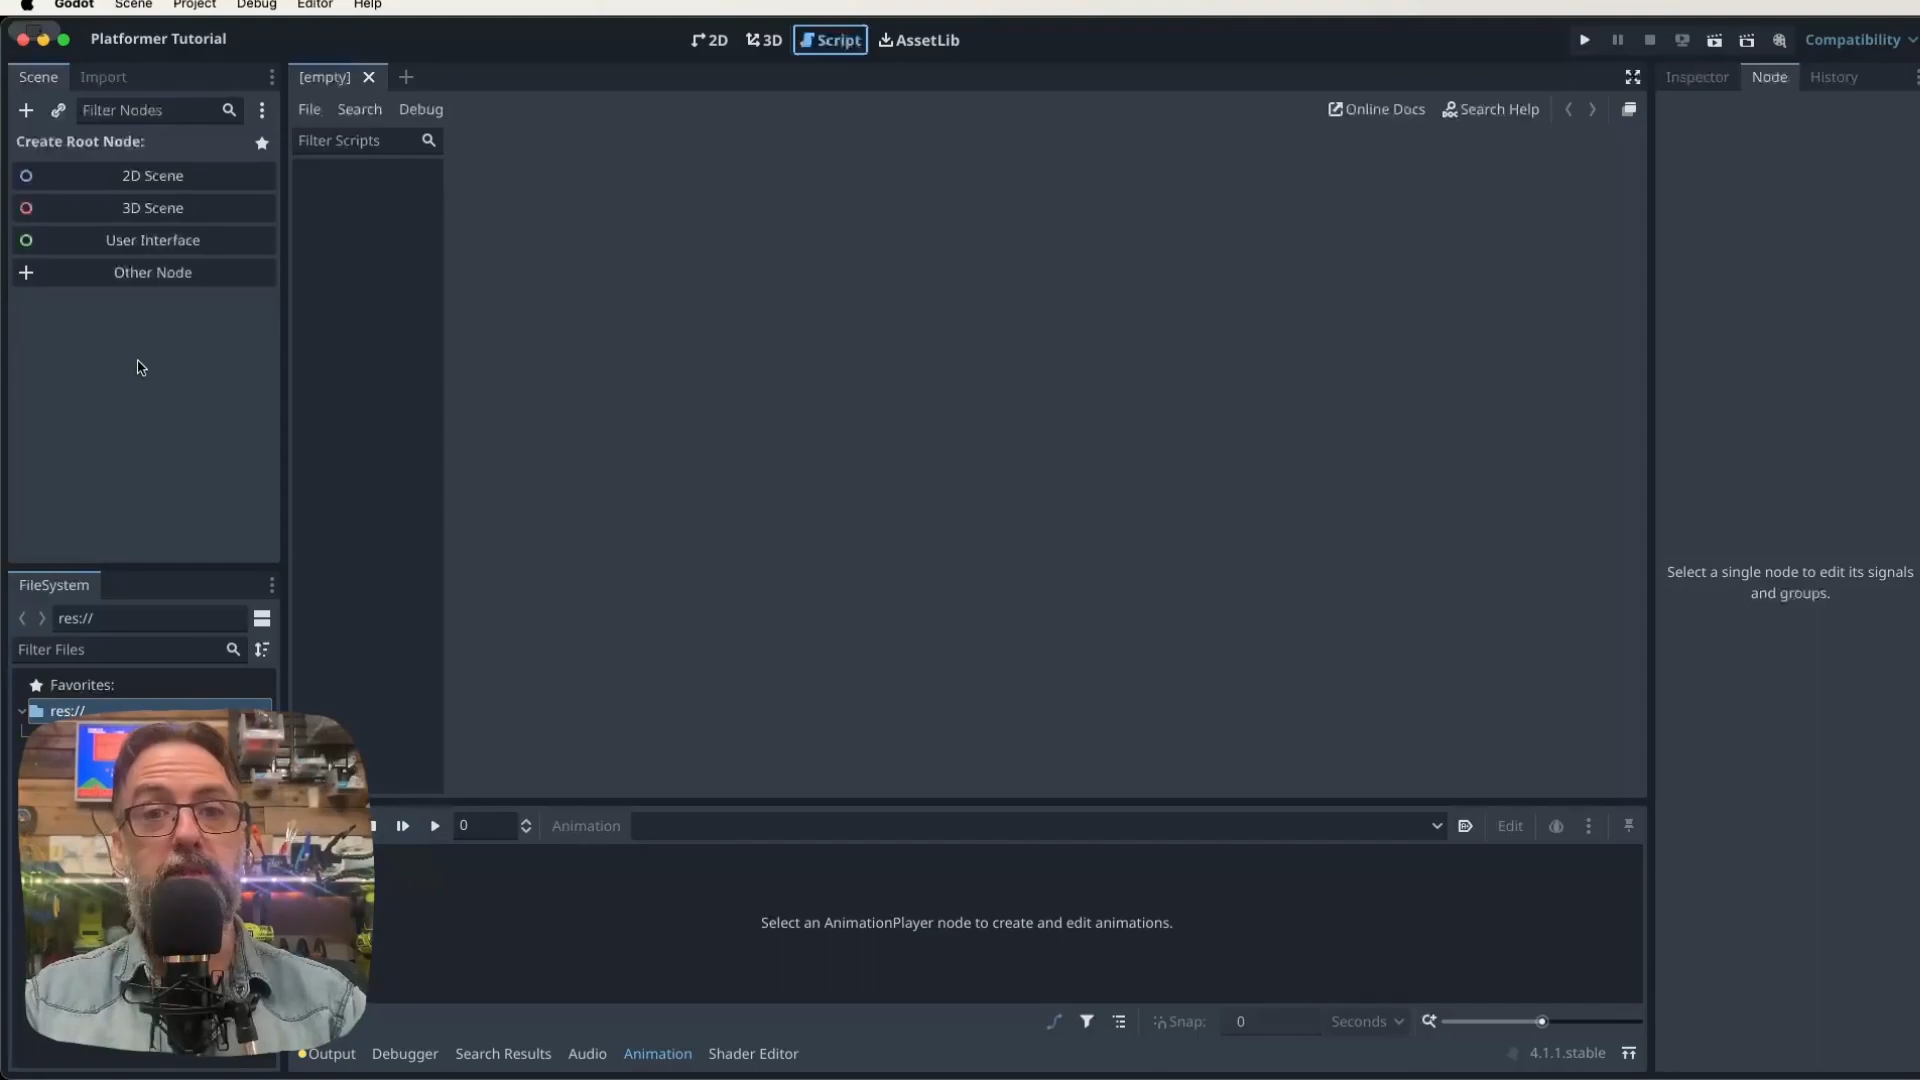 Godot Scene Project Debug Editor Help
Platformer Tutorial
2D 3D Script AssetLib
Compatibility
Scene Import
[empty]
Inspector Node History
Filter Nodes
File Search Debug
Online Docs Search Help
Create Root Node:
Filter Scripts
2D Scene
3D Scene
User Interface
Other Node
Select a single node to edit its signals
and groups.
FileSystem
res://
Filter Files
Favorites:
res://
0 Animation Edit
Select an AnimationPlayer node to create and edit animations.
Snap: 0 Seconds
Output Debugger Search Results Audio Animation Shader Editor
4.1.1.stable